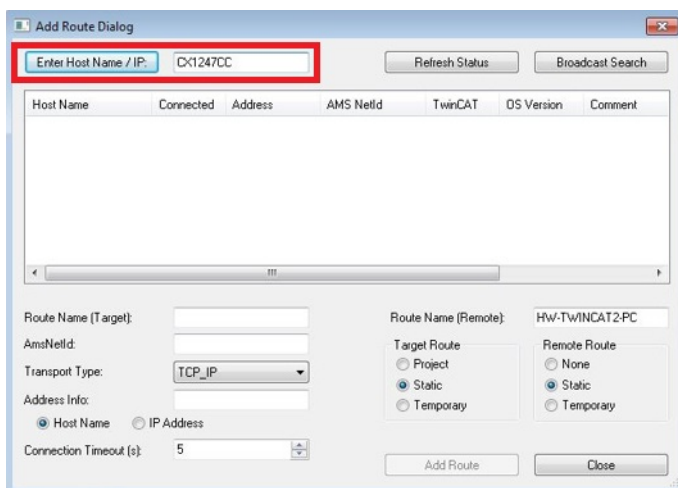 Add Route Dialog
Enter Host Name / IP: CX1247CC Refresh Status Broadcast Search
Host Name Connected Address AMS NetId TwinCAT OS Version Comment
Route Name (Target): Route Name (Remote): HW-TWINCAT2-PC
AmsNetId: Target Route Remote Route
Transport Type: TCP_IP Project None
Static Static
Address Info: Temporary Temporary
Host Name IP Address
Connection Timeout (s): 5
Add Route Close